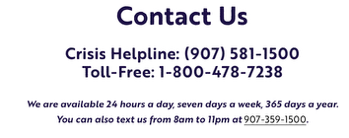 Contact Us
Crisis Helpline: (907) 581-1500
Toll-Free: 1-800-478-7238
We are available 24 hours a day, seven days a week, 365 days a year.
You can also text us from 8am to 11pm at 907-359-1500.